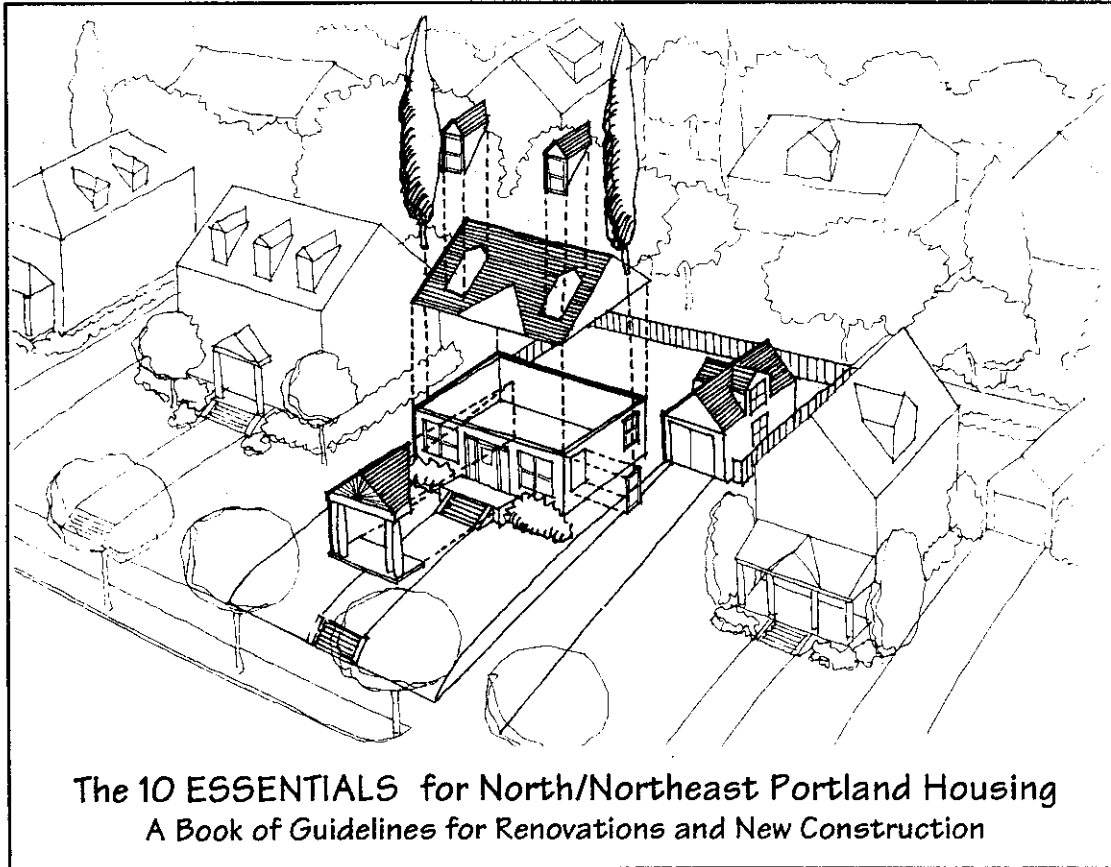 The 10 ESSENTIALS for North/Northeast Portland Housing
A Book of Guidelines for Renovations and New Construction